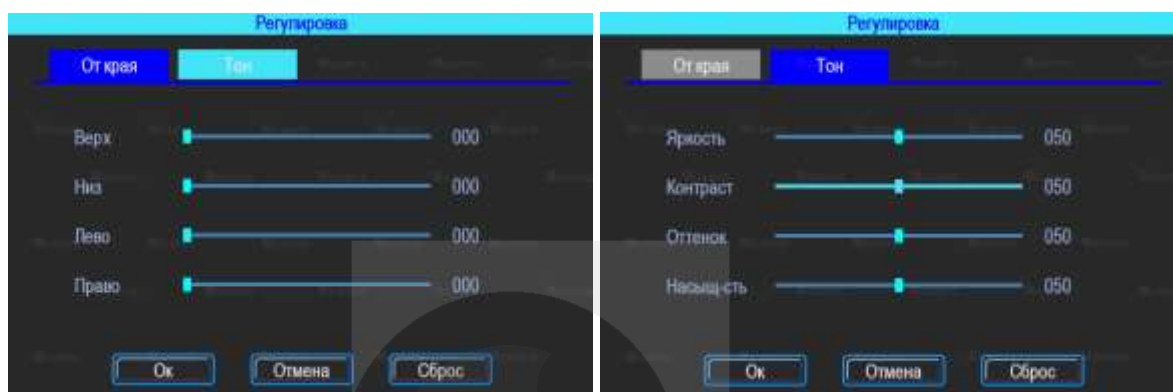 Регулировка
От края Тон
Верх 000
Низ 000
Лево 000
Право 000
Ок Отмена Сброс
Регулировка
От края Тон
Яркость 050
Контраст 050
Оттенок 050
Насыщ-сть 050
Ок Отмена Сброс